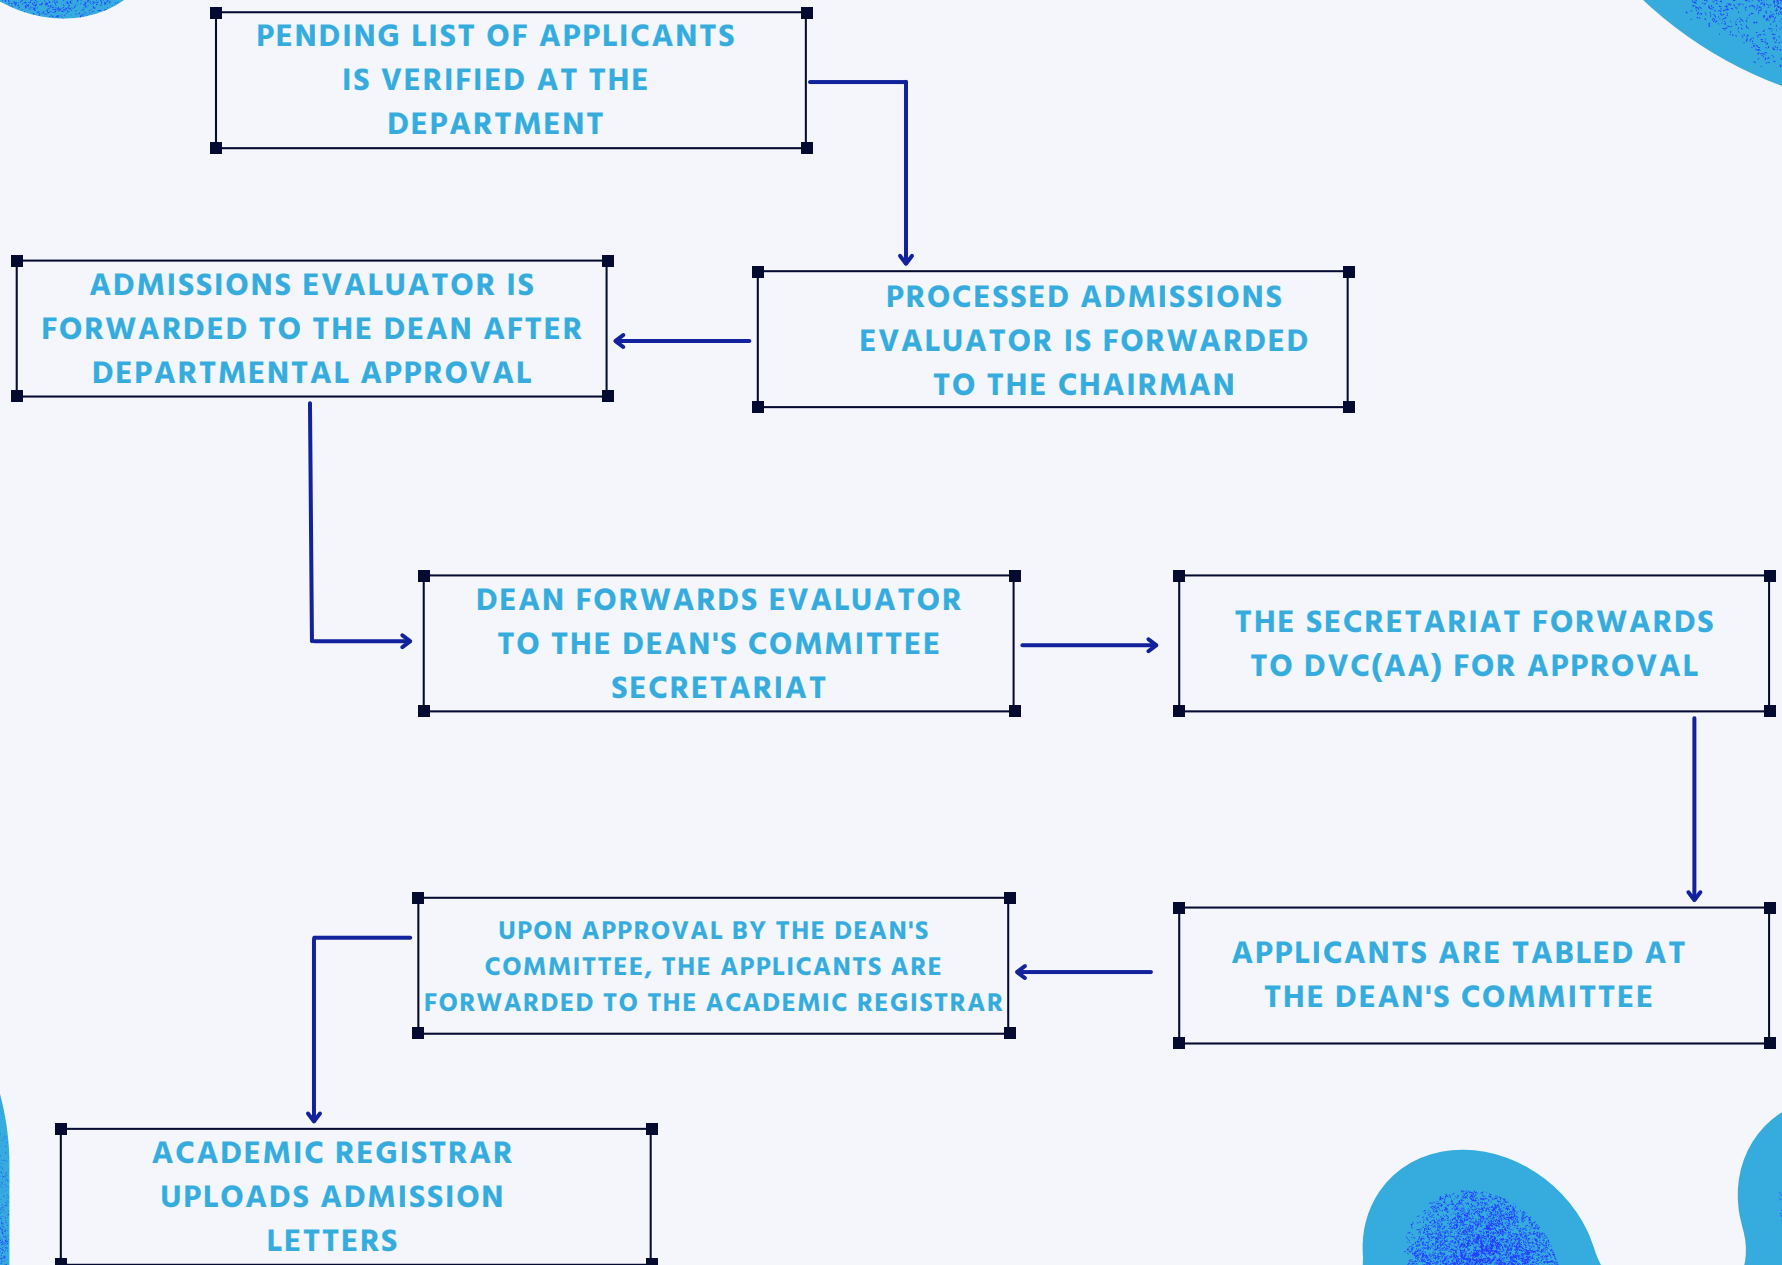 PENDING LIST OF APPLICANTS
IS VERIFIED AT THE
DEPARTMENT
PROCESSED ADMISSIONS
EVALUATOR IS FORWARDED
TO THE CHAIRMAN
ADMISSIONS EVALUATOR IS
FORWARDED TO THE DEAN AFTER
DEPARTMENTAL APPROVAL
DEAN FORWARDS EVALUATOR
TO THE DEAN'S COMMITTEE
SECRETARIAT
THE SECRETARIAT FORWARDS
TO DVC(AA) FOR APPROVAL
APPLICANTS ARE TABLED AT
THE DEAN'S COMMITTEE
UPON APPROVAL BY THE DEAN'S
COMMITTEE, THE APPLICANTS ARE
FORWARDED TO THE ACADEMIC REGISTRAR
ACADEMIC REGISTRAR
UPLOADS ADMISSION
LETTERS